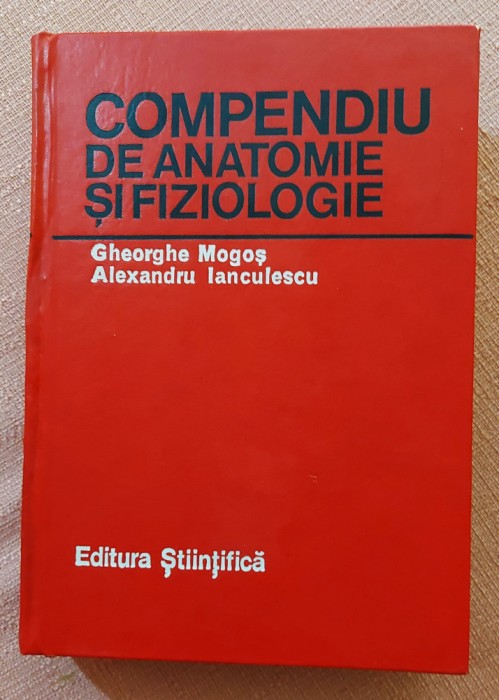 COMPENDIU
DE ANATOMIE
ȘI FIZIOLOGIE
Gheorghe Mogoș
Alexandru Ianculescu
Editura Științifică